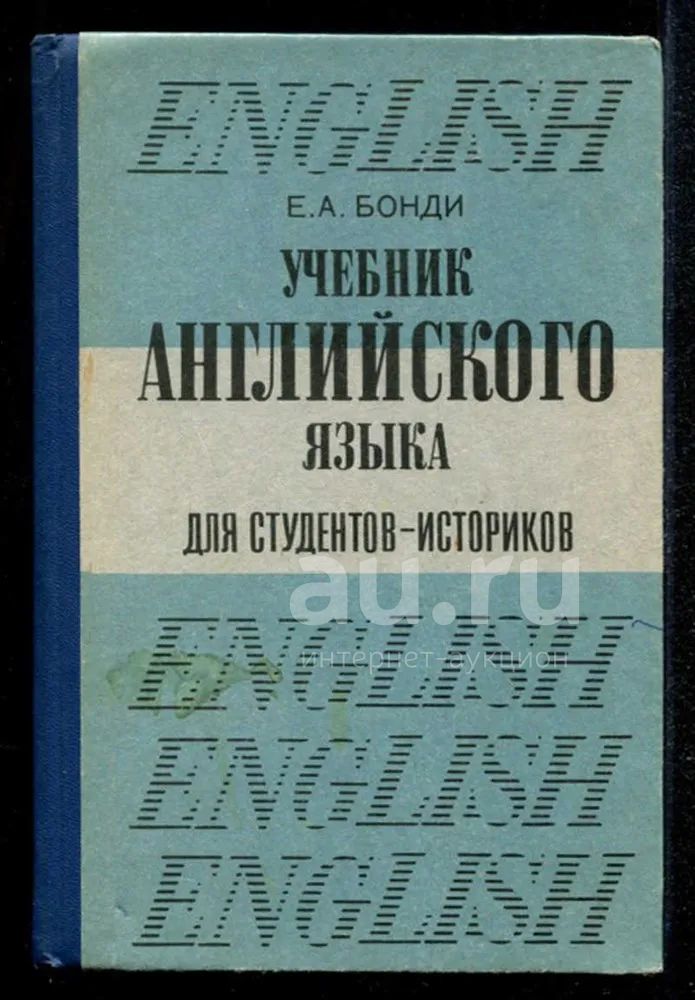 ENGLISH
Е.А. БОНДИ
УЧЕБНИК
АНГЛИЙСКОГО
ЯЗЫКА
ДЛЯ СТУДЕНТОВ-ИСТОРИКОВ
au.ru
интернет-аукцион
ENGLISH
ENGLISH
ENGLISH